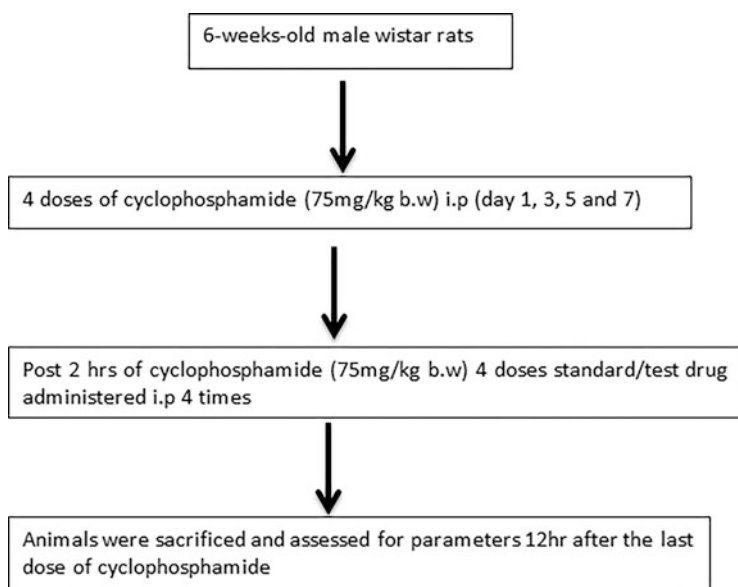 6-weeks-old male wistar rats
4 doses of cyclophosphamide (75mg/kg b.w) i.p (day 1, 3, 5 and 7)
Post 2 hrs of cyclophosphamide (75mg/kg b.w) 4 doses standard/test drug
administered i.p 4 times
Animals were sacrificed and assessed for parameters 12hr after the last
dose of cyclophosphamide